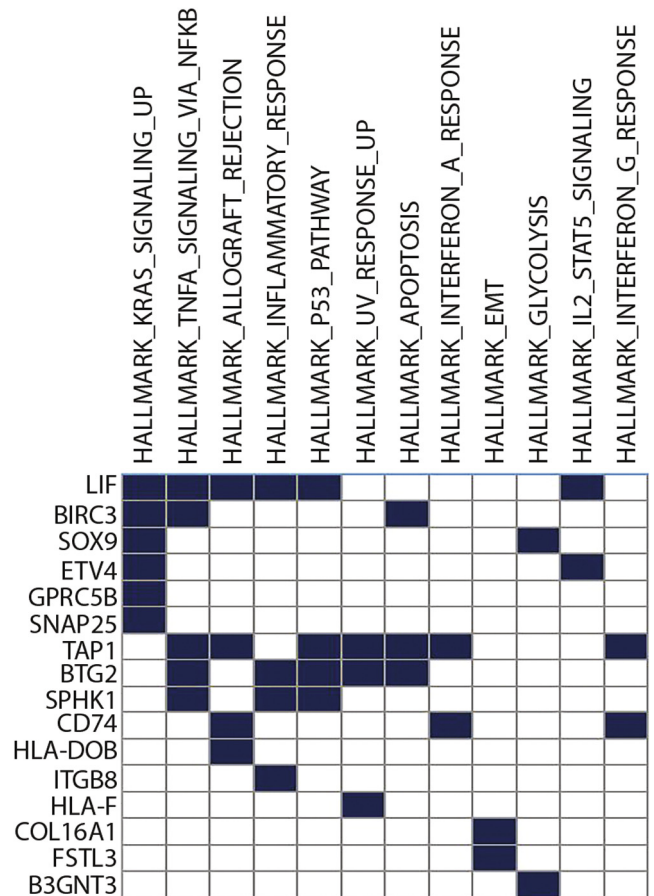 HALLMARK_KRAS_SIGNALING_UP
HALLMARK_TNFA_SIGNALING_VIA_NFKB
HALLMARK_ALLOGRAFT_REJECTION
HALLMARK_INFLAMMATORY_RESPONSE
HALLMARK_P53_PATHWAY
HALLMARK_UV_RESPONSE_UP
HALLMARK_APOPTOSIS
HALLMARK_INTERFERON_A_RESPONSE
HALLMARK_EMT
HALLMARK_GLYCOLYSIS
HALLMARK_IL2_STAT5_SIGNALING
HALLMARK_INTERFERON_G_RESPONSE
LIF
BIRC3
SOX9
ETV4
GPRC5B
SNAP25
TAP1
BTG2
SPHK1
CD74
HLA-DOB
ITGB8
HLA-F
COL16A1
FSTL3
B3GNT3